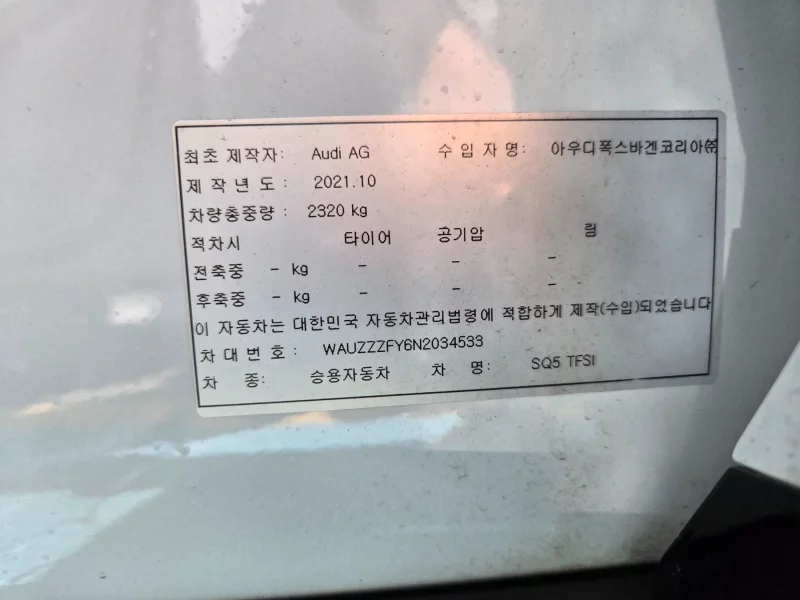 최초 제작자: Audi AG 수 입 자 명: 아우디폭스바겐코리아㈜
제 작 년 도 : 2021.10
차량총중량 : 2320 kg
적차시 타이어 공기압 림
전축중 - kg - - -
후축중 - kg - - -
이 자동차는 대한민국 자동차관리법령에 적합하게 제작(수입)되었습니다
차 대 번 호 : WAUZZZFY6N2034533
차 종: 승용자동차 차 명: SQ5 TFSI